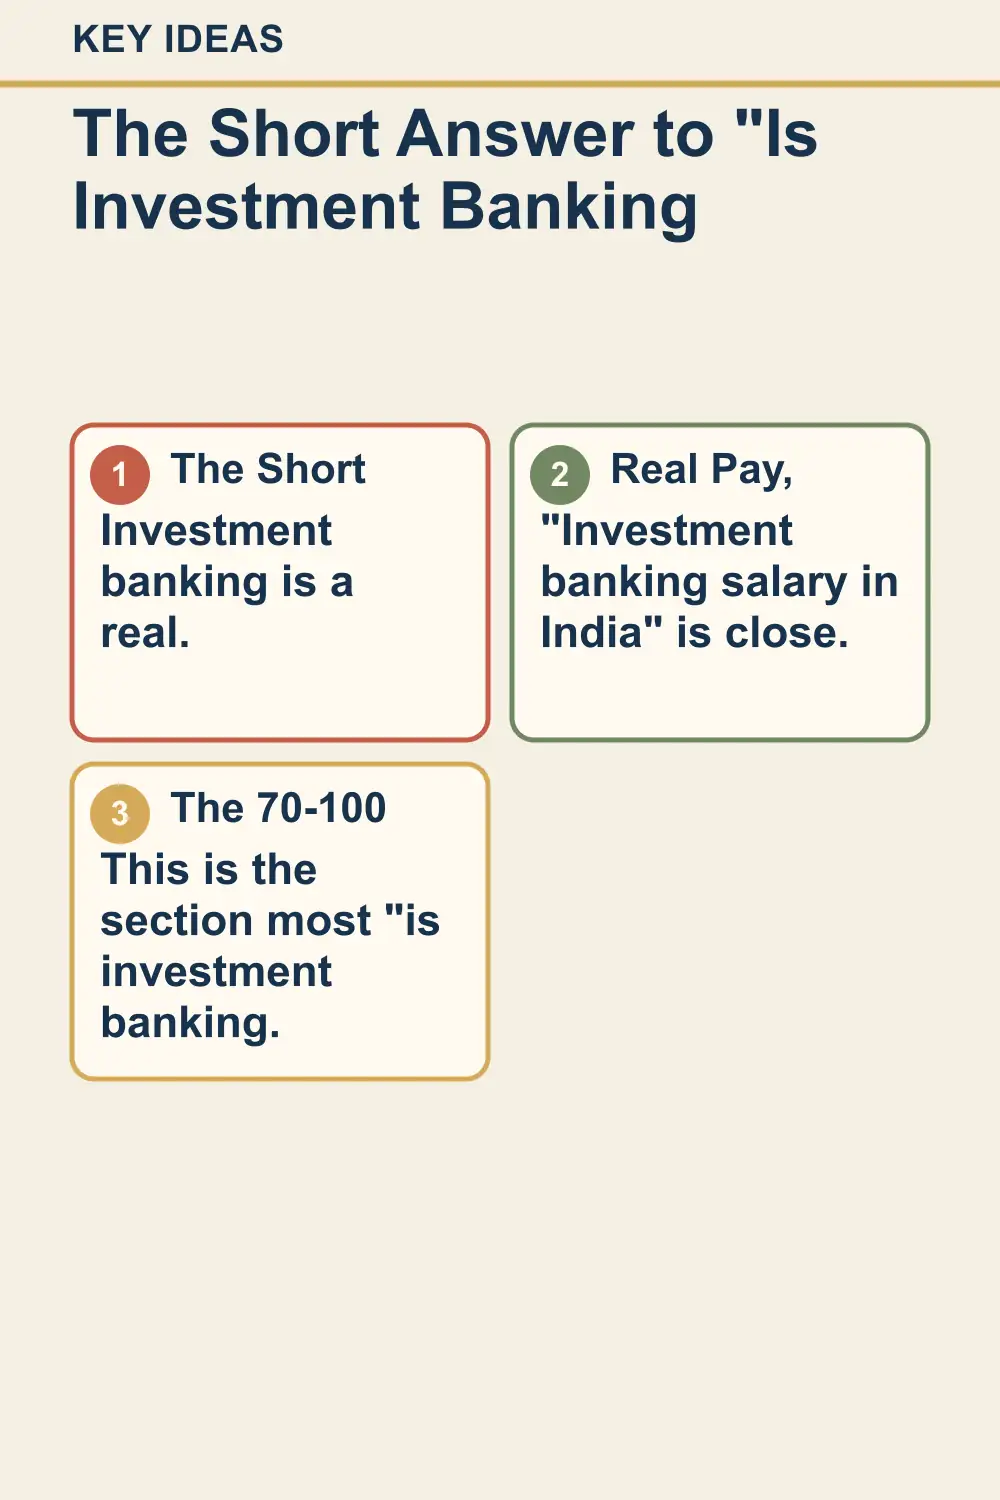 KEY IDEAS
The Short Answer to "Is
Investment Banking
1 The Short
Investment
banking is a
real.
2 Real Pay,
"Investment
banking salary in
India" is close.
3 The 70-100
This is the
section most "is
investment
banking.